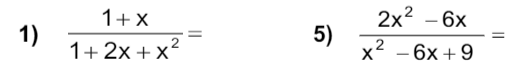 1) (1+x)/(1+2x+x²)= 5) (2x² −6x)/(x² −6x+9) =